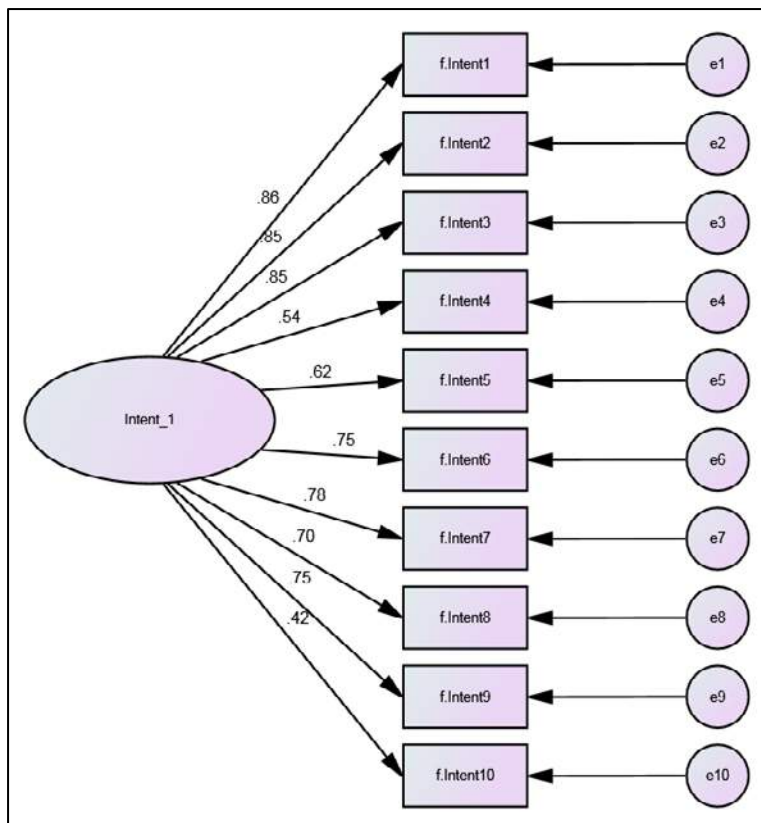 f.Intent1
e1
f.Intent2
e2
.86
f.Intent3
e3
.85
.85
f.Intent4
e4
.54
.62
f.Intent5
e5
Intent_1
.75
f.Intent6
e6
.78
f.Intent7
e7
.70
.75
f.Intent8
e8
.42
f.Intent9
e9
f.Intent10
e10